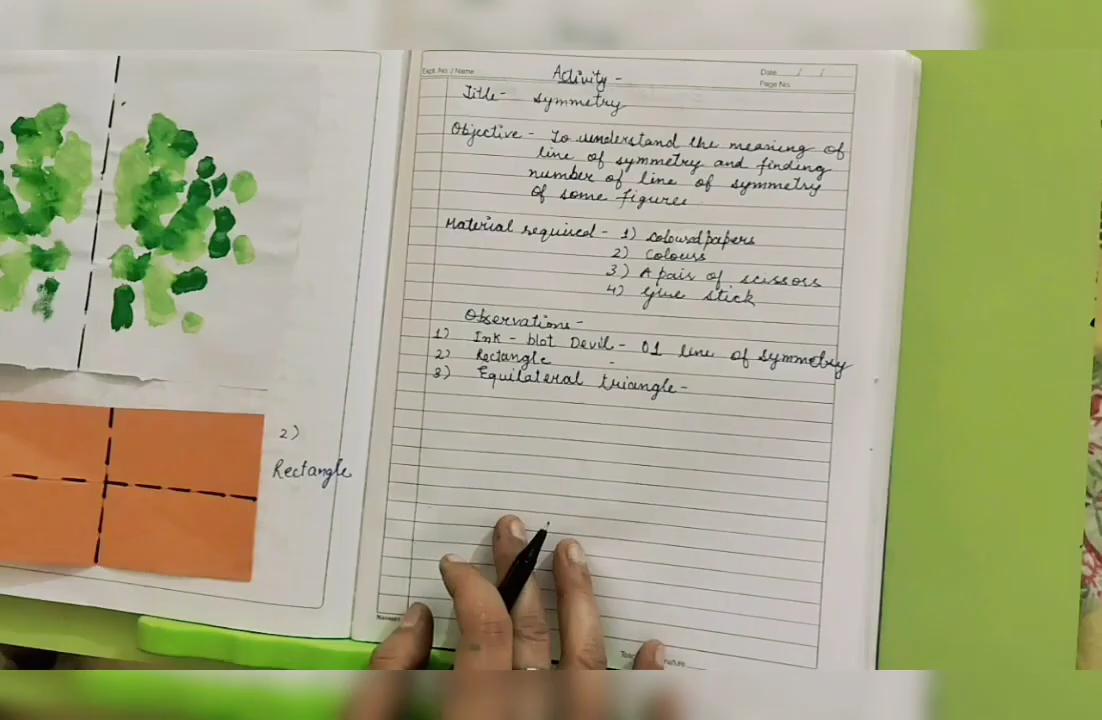 Expt. No. / Name
Date / /
Page No.
Activity -
Title - Symmetry
Objective - To understand the meaning of
line of symmetry and finding
number of line of symmetry
of some figures
Material required - 1) Coloured papers
2) Colours
3) A pair of scissors
4) Glue stick
Observations -
1) Ink - blot Devil - 01 line of Symmetry
2) Rectangle -
3) Equilateral triangle -
2)
Rectangle